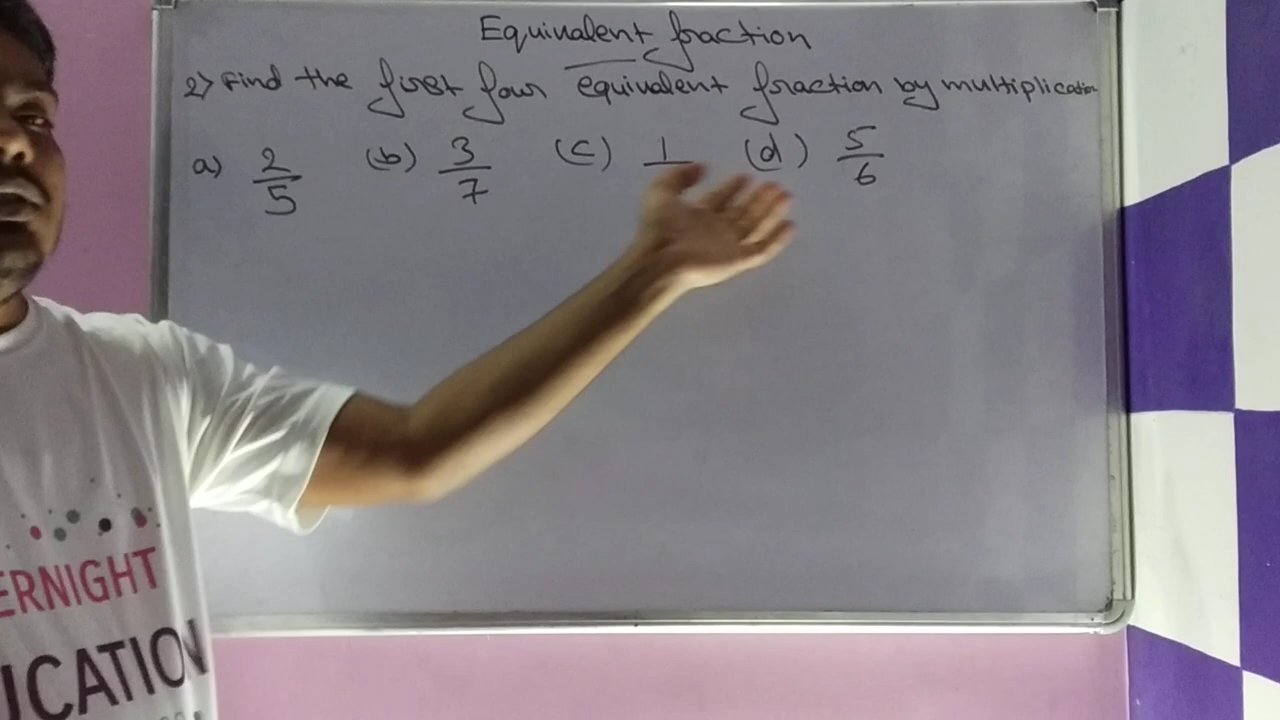 Equivalent fraction
2> Find the first four equivalent fraction by multiplication
a) 2/5 (b) 3/7 (c) 1/ (d) 5/6
ERNIGHT
UCATION